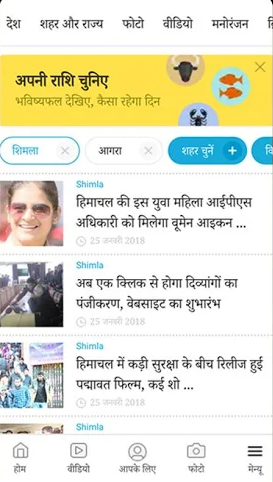 देश शहर और राज्य फोटो वीडियो मनोरंजन
अपनी राशि चुनिए
भविष्यफल देखिए, कैसा रहेगा दिन
शिमला आगरा शहर चुनें +
Shimla
हिमाचल की इस युवा महिला आईपीएस
अधिकारी को मिलेगा वूमेन आइकन ...
25 जनवरी 2018
Shimla
अब एक क्लिक से होगा दिव्यांगों का
पंजीकरण, वेबसाइट का शुभारंभ
25 जनवरी 2018
Shimla
हिमाचल में कड़ी सुरक्षा के बीच रिलीज हुई
पद्मावत फिल्म, कई शो ...
25 जनवरी 2018
Shimla
होम वीडियो आपके लिए फोटो मेन्यू